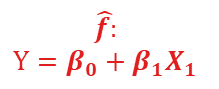 f̂:
Y = β₀ + β₁X₁